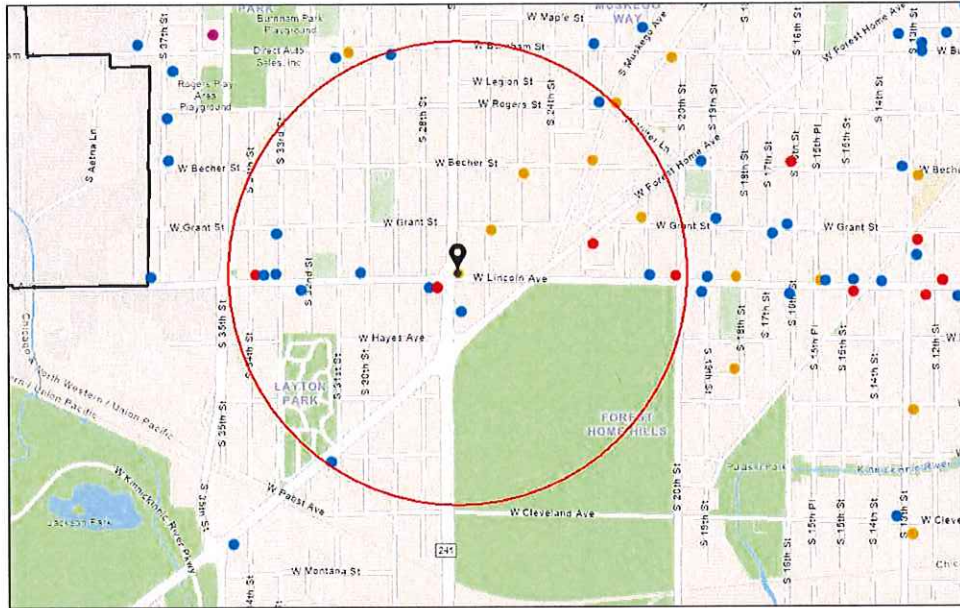 PARK
Burnham Park
Playground
W Maple St
MUSKEGO
WAY
W Forest Home Ave
S 16th St
S 13th St
S 37th St
Direct Auto
Sales, Inc
W Burnham St
S Muskego Ave
W Legion St
Rogers Play
Area
Playground
W Rogers St
S 28th St
S 24th St
S 20th St
S 19th St
S 14th St
S 33rd St
S Aetna Ln
W Becher St
W Becher St
W Forest Home Ave
S 18th St
S 17th St
S 15th Pl
S 15th St
W Grant St
W Grant St
W Grant St
W Grant St
W Lincoln Ave
S 32nd St
S 35th St
S 34th St
S 31st St
S 30th St
W Hayes Ave
S 19th St
S 18th St
S 17th St
S 16th St
S 15th Pl
S 15th St
S 14th St
S 12th St
Union Pacific
Chicago & North Western / Union Pacific
LAYTON
PARK
FOREST
HOME HILLS
S 35th St
Pulaski Park
Kinnickinnic River
W Kinnickinnic River Pkwy
Jackson Park
S 35th St
W Pabst Ave
W Cleveland Ave
S 20th St
S 19th St
S 16th St
S 15th Pl
S 15th St
S 14th St
S 13th St
W Cleve
241
W Montana St